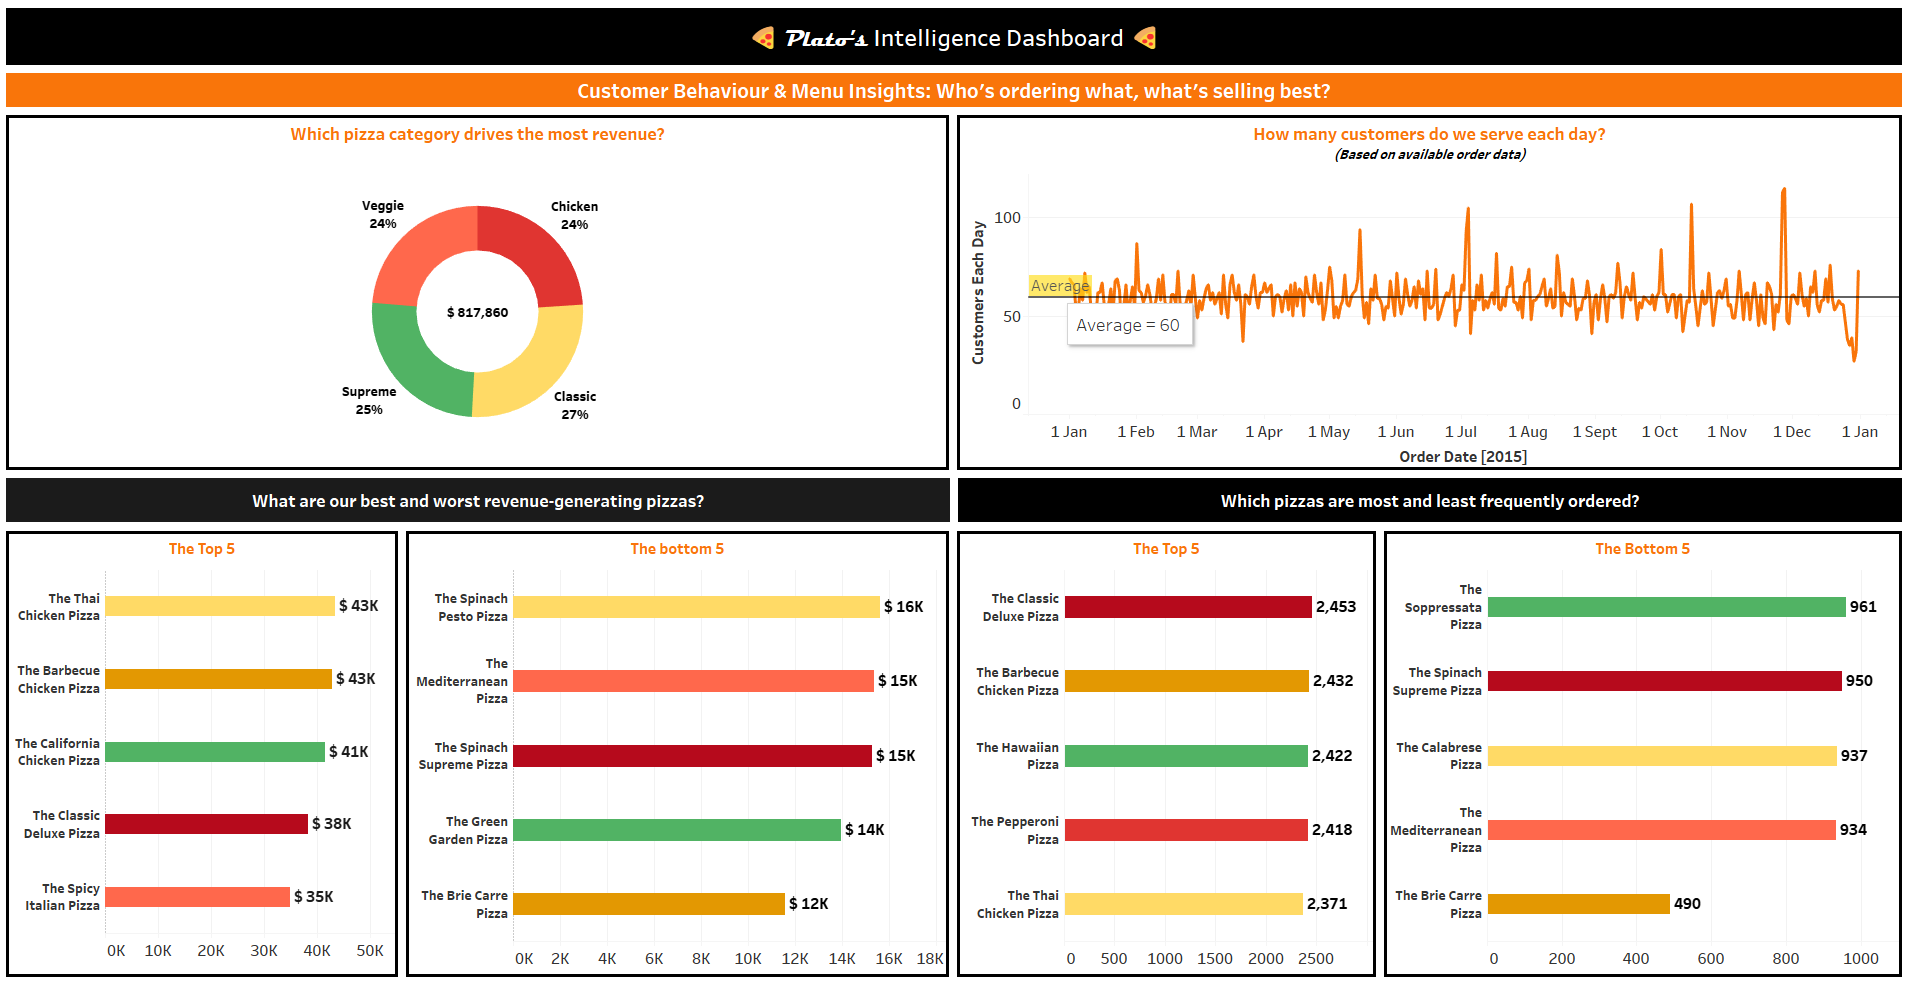 Plato's Intelligence Dashboard
Customer Behaviour & Menu Insights: Who's ordering what, what's selling best?
Which pizza category drives the most revenue?
Veggie
24%
Chicken
24%
$ 817,860
Supreme
25%
Classic
27%
How many customers do we serve each day?
(Based on available order data)
Customers Each Day
100
50
0
Average
Average = 60
1 Jan 1 Feb 1 Mar 1 Apr 1 May 1 Jun 1 Jul 1 Aug 1 Sept 1 Oct 1 Nov 1 Dec 1 Jan
Order Date [2015]
What are our best and worst revenue-generating pizzas?
The Top 5
The Thai
Chicken Pizza
$ 43K
The Barbecue
Chicken Pizza
$ 43K
The California
Chicken Pizza
$ 41K
The Classic
Deluxe Pizza
$ 38K
The Spicy
Italian Pizza
$ 35K
0K 10K 20K 30K 40K 50K
The bottom 5
The Spinach
Pesto Pizza
$ 16K
The
Mediterranean
Pizza
$ 15K
The Spinach
Supreme Pizza
$ 15K
The Green
Garden Pizza
$ 14K
The Brie Carre
Pizza
$ 12K
0K 2K 4K 6K 8K 10K 12K 14K 16K 18K
Which pizzas are most and least frequently ordered?
The Top 5
The Classic
Deluxe Pizza
2,453
The Barbecue
Chicken Pizza
2,432
The Hawaiian
Pizza
2,422
The Pepperoni
Pizza
2,418
The Thai
Chicken Pizza
2,371
0 500 1000 1500 2000 2500
The Bottom 5
The
Soppressata
Pizza
961
The Spinach
Supreme Pizza
950
The Calabrese
Pizza
937
The
Mediterranean
Pizza
934
The Brie Carre
Pizza
490
0 200 400 600 800 1000